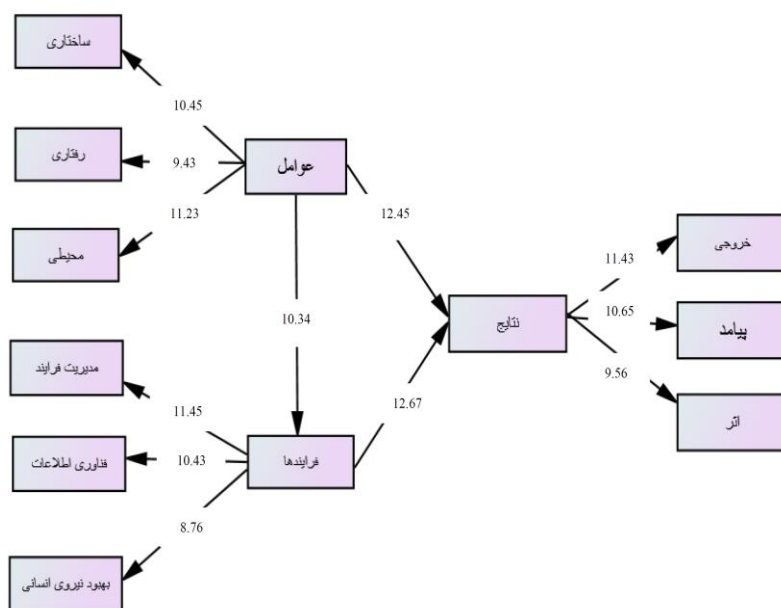 ساختاری
10.45
رفتاری
9.43
عوامل
محیطی
11.23
12.45
خروجی
11.43
10.34
نتایج
10.65
پیامد
مدیریت فرایند
11.45
12.67
9.56
اثر
فناوری اطلاعات
10.43
فرایندها
8.76
بهبود نیروی انسانی